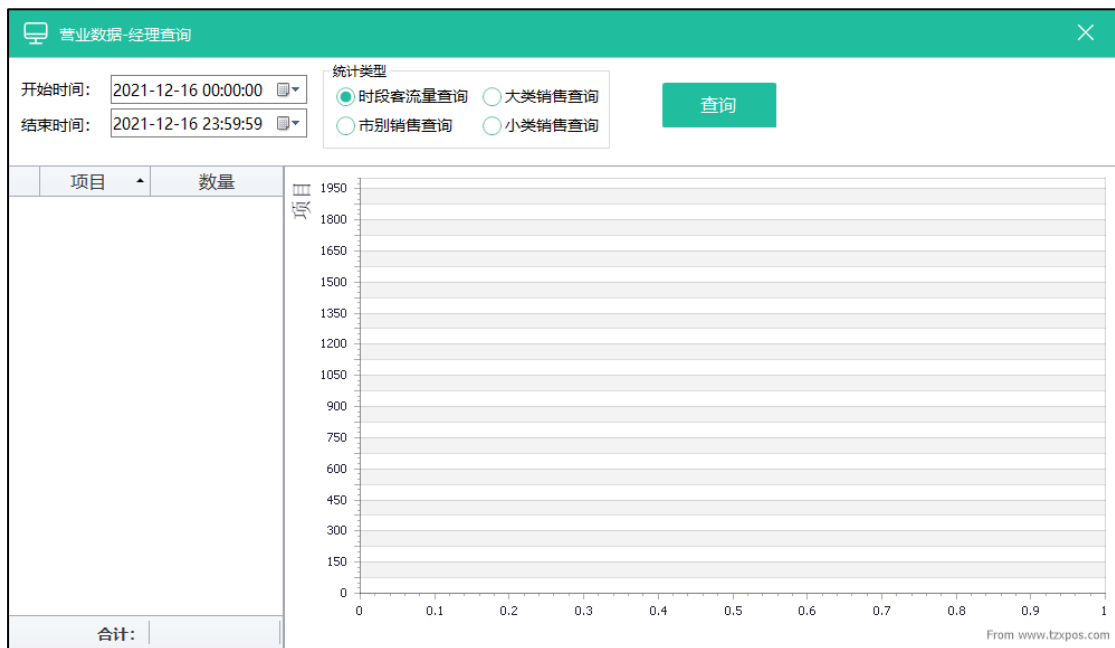 营业数据-经理查询
统计类型
开始时间： 2021-12-16 00:00:00
时段客流量查询 大类销售查询
查询
结束时间： 2021-12-16 23:59:59
市别销售查询 小类销售查询
项目 数量
项目
1950
1800
1650
1500
1350
1200
1050
900
750
600
450
300
150
0
0 0.1 0.2 0.3 0.4 0.5 0.6 0.7 0.8 0.9 1
合计：
From www.tzxpos.com